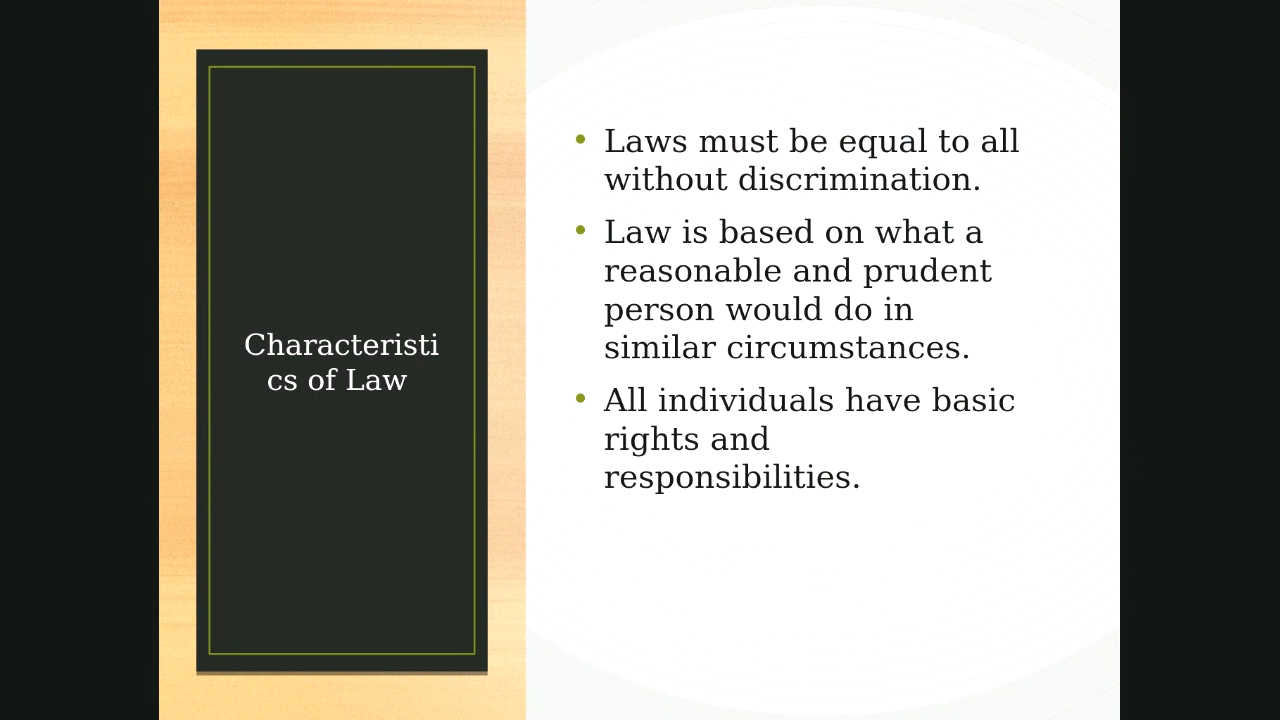 Characteristi
cs of Law
• Laws must be equal to all
without discrimination.
• Law is based on what a
reasonable and prudent
person would do in
similar circumstances.
• All individuals have basic
rights and
responsibilities.